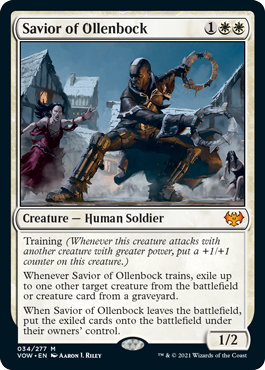 Savior of Ollenbock 1
Creature — Human Soldier
Training (Whenever this creature attacks with
another creature with greater power, put a +1/+1
counter on this creature.)
Whenever Savior of Ollenbock trains, exile up
to one other target creature from the battlefield
or creature card from a graveyard.
When Savior of Ollenbock leaves the battlefield,
put the exiled cards onto the battlefield under
their owners' control.
1/2
034/277 M
VOW • EN Aaron J. Riley
™ & © 2021 Wizards of the Coast